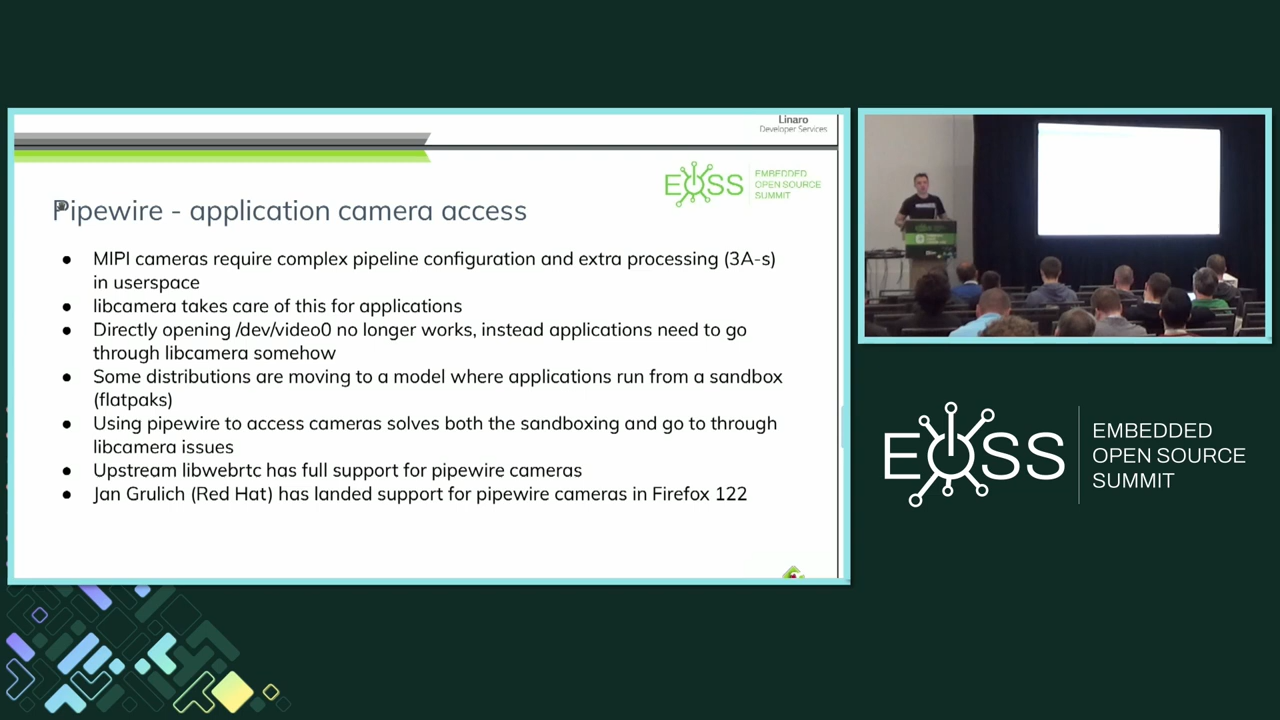 Linaro
Developer Services
EOSS
EMBEDDED
OPEN SOURCE
SUMMIT
Pipewire - application camera access
● MIPI cameras require complex pipeline configuration and extra processing (3A-s)
in userspace
● libcamera takes care of this for applications
● Directly opening /dev/video0 no longer works, instead applications need to go
through libcamera somehow
● Some distributions are moving to a model where applications run from a sandbox
(flatpaks)
● Using pipewire to access cameras solves both the sandboxing and go to through
libcamera issues
● Upstream libwebrtc has full support for pipewire cameras
● Jan Grulich (Red Hat) has landed support for pipewire cameras in Firefox 122
EOSS
EMBEDDED
OPEN SOURCE
SUMMIT